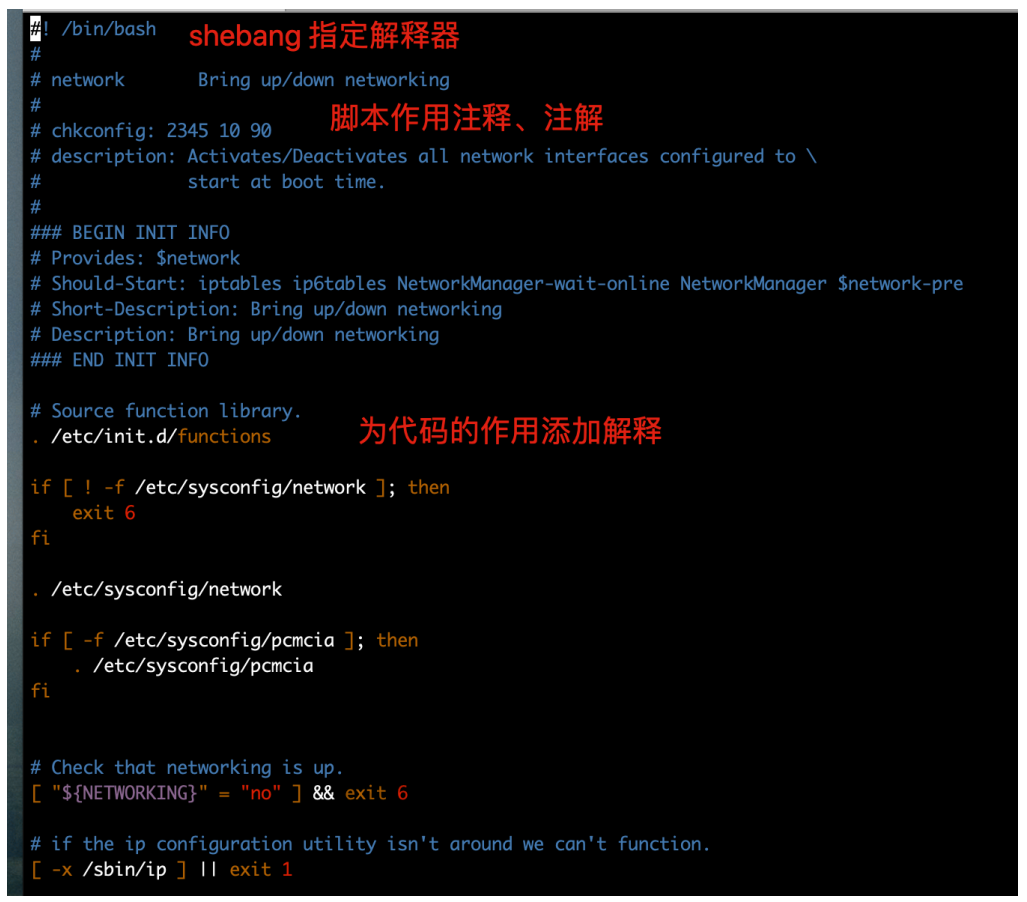 #! /bin/bash shebang 指定解释器
#
# network       Bring up/down networking
#
脚本作用注释、注解
# chkconfig: 2345 10 90
# description: Activates/Deactivates all network interfaces configured to \
#              start at boot time.
#
### BEGIN INIT INFO
# Provides: $network
# Should-Start: iptables ip6tables NetworkManager-wait-online NetworkManager $network-pre
# Short-Description: Bring up/down networking
# Description: Bring up/down networking
### END INIT INFO
# Source function library.
. /etc/init.d/functions 为代码的作用添加解释
if [ ! -f /etc/sysconfig/network ]; then
    exit 6
fi
. /etc/sysconfig/network
if [ -f /etc/sysconfig/pcmcia ]; then
    . /etc/sysconfig/pcmcia
fi
# Check that networking is up.
[ "${NETWORKING}" = "no" ] && exit 6
# if the ip configuration utility isn't around we can't function.
[ -x /sbin/ip ] || exit 1